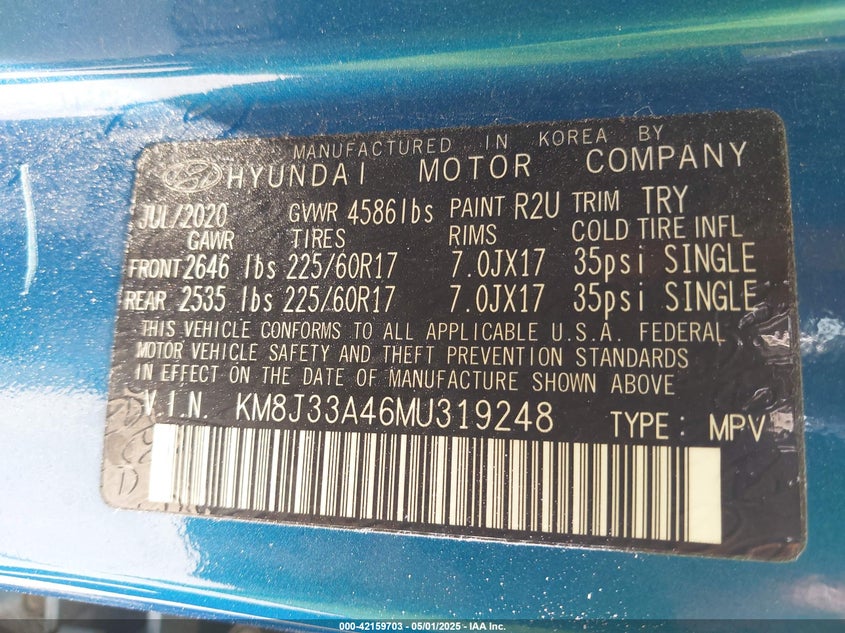 MANUFACTURED IN KOREA BY
HYUNDAI MOTOR COMPANY
JUL/2020 GVWR 4586lbs PAINT R2U TRIM TRY
GAWR TIRES RIMS COLD TIRE INFL
FRONT 2646 lbs 225/60R17 7.0JX17 35psi SINGLE
REAR 2535 lbs 225/60R17 7.0JX17 35psi SINGLE
THIS VEHICLE CONFORMS TO ALL APPLICABLE U.S.A. FEDERAL
MOTOR VEHICLE SAFETY AND THEFT PREVENTION STANDARDS
IN EFFECT ON THE DATE OF MANUFACTURE SHOWN ABOVE
V.I.N. KM8J33A46MU319248 TYPE: MPV
000-42159703 - 05/01/2025 - IAA Inc.